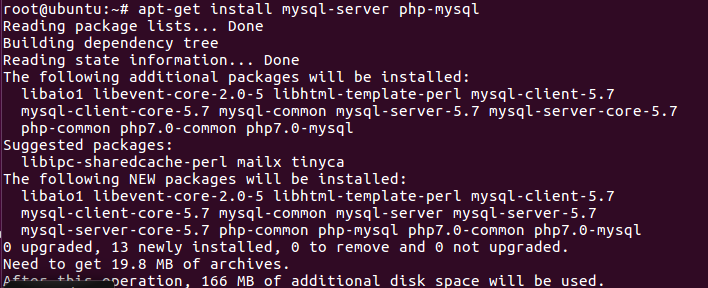 root@ubuntu:~# apt-get install mysql-server php-mysql
Reading package lists... Done
Building dependency tree
Reading state information... Done
The following additional packages will be installed:
  libaio1 libevent-core-2.0-5 libhtml-template-perl mysql-client-5.7
  mysql-client-core-5.7 mysql-common mysql-server-5.7 mysql-server-core-5.7
  php-common php7.0-common php7.0-mysql
Suggested packages:
  libipc-sharedcache-perl mailx tinyca
The following NEW packages will be installed:
  libaio1 libevent-core-2.0-5 libhtml-template-perl mysql-client-5.7
  mysql-client-core-5.7 mysql-common mysql-server mysql-server-5.7
  mysql-server-core-5.7 php-common php-mysql php7.0-common php7.0-mysql
0 upgraded, 13 newly installed, 0 to remove and 0 not upgraded.
Need to get 19.8 MB of archives.
After this operation, 166 MB of additional disk space will be used.